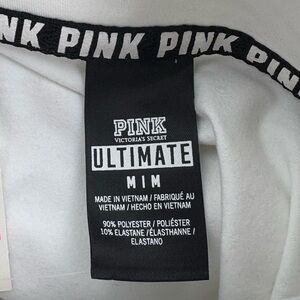 NK PINK PINK PINK
PINK
VICTORIA'S SECRET
ULTIMATE
M | M
MADE IN VIETNAM / FABRIQUÉ AU
VIETNAM / HECHO EN VIETNAM
90% POLYESTER / POLIÉSTER
10% ELASTANE /ÉLASTHANNE /
ELASTANO